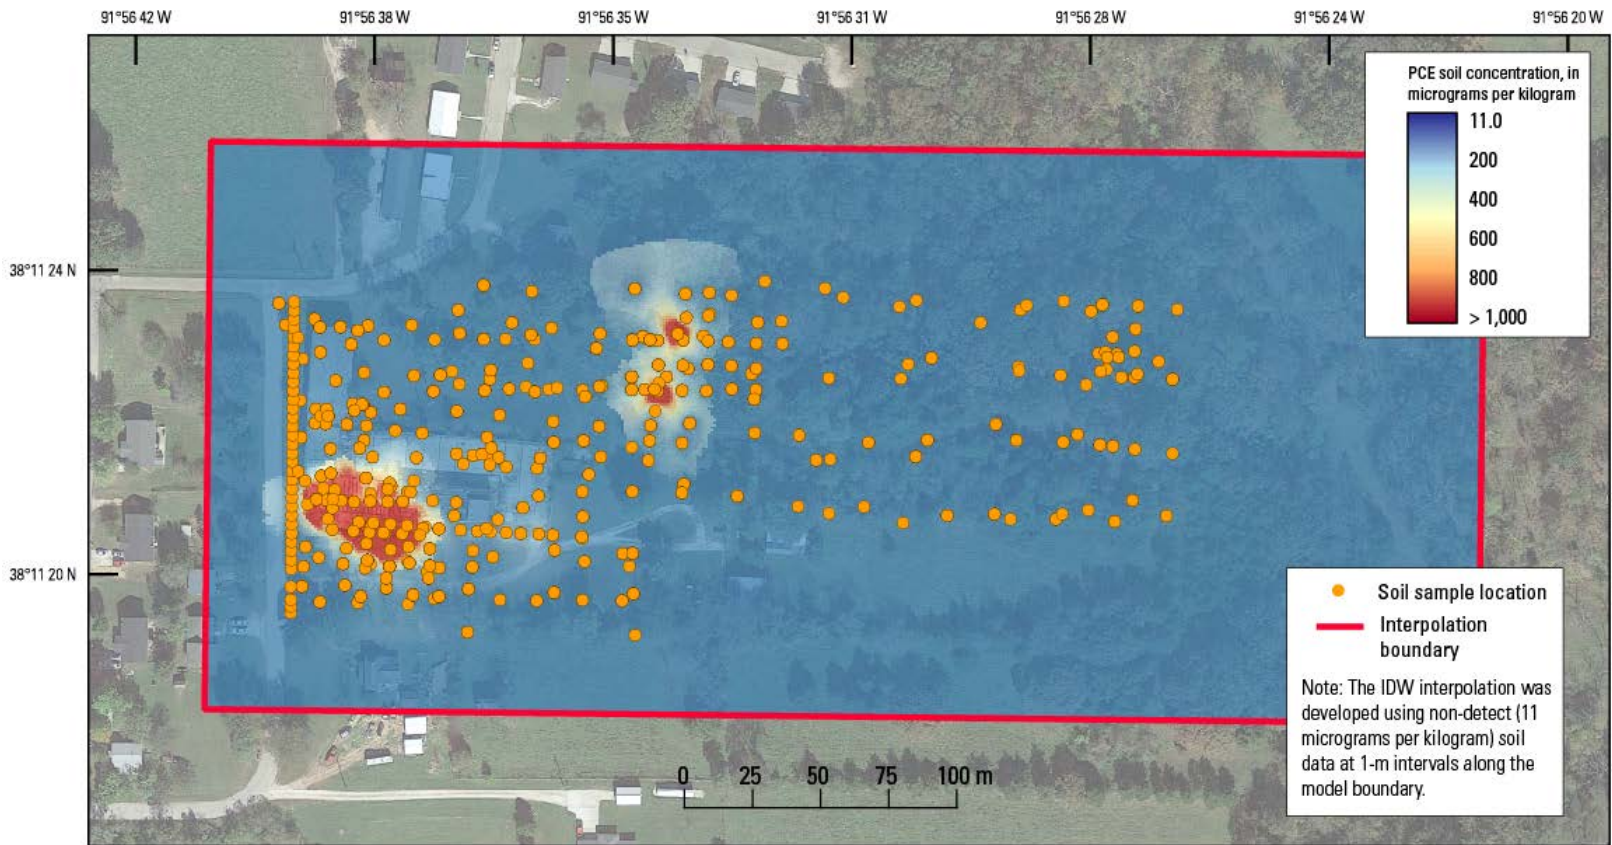 91°56 42 W
91°56 38 W
91°56 35 W
91°56 31 W
91°56 28 W
91°56 24 W
91°56 20 W
PCE soil concentration, in
micrograms per kilogram
11.0
200
400
600
800
> 1,000
38°11 24 N
38°11 20 N
Soil sample location
Interpolation
boundary
Note: The IDW interpolation was
developed using non-detect (11
micrograms per kilogram) soil
data at 1-m intervals along the
model boundary.
0 25 50 75 100 m